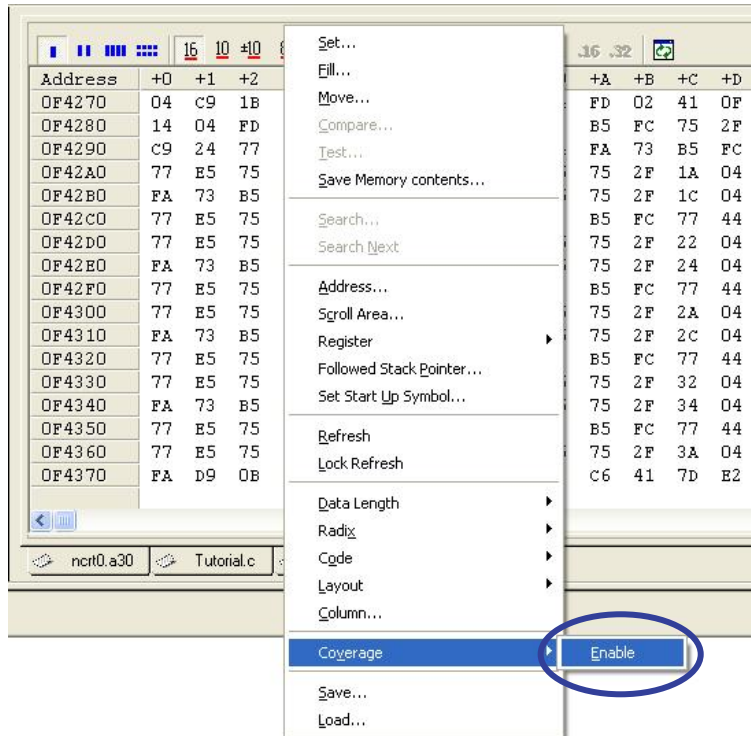 16 10 ±10 .16 .32
Address +0 +1 +2 +A +B +C +D
0F4270 04 C9 1B FD 02 41 0F
0F4280 14 04 FD B5 FC 75 2F
0F4290 C9 24 77 FA 73 B5 FC
0F42A0 77 E5 75 75 2F 1A 04
0F42B0 FA 73 B5 75 2F 1C 04
0F42C0 77 E5 75 B5 FC 77 44
0F42D0 77 E5 75 75 2F 22 04
0F42E0 FA 73 B5 75 2F 24 04
0F42F0 77 E5 75 B5 FC 77 44
0F4300 77 E5 75 75 2F 2A 04
0F4310 FA 73 B5 75 2F 2C 04
0F4320 77 E5 75 B5 FC 77 44
0F4330 77 E5 75 75 2F 32 04
0F4340 FA 73 B5 75 2F 34 04
0F4350 77 E5 75 B5 FC 77 44
0F4360 77 E5 75 75 2F 3A 04
0F4370 FA D9 0B C6 41 7D E2
ncrt0.a30 Tutorial.c
Set...
Fill...
Move...
Compare...
Test...
Save Memory contents...
Search...
Search Next
Address...
Scroll Area...
Register
Followed Stack Pointer...
Set Start Up Symbol...
Refresh
Lock Refresh
Data Length
Radix
Code
Layout
Column...
Coverage Enable
Save...
Load...